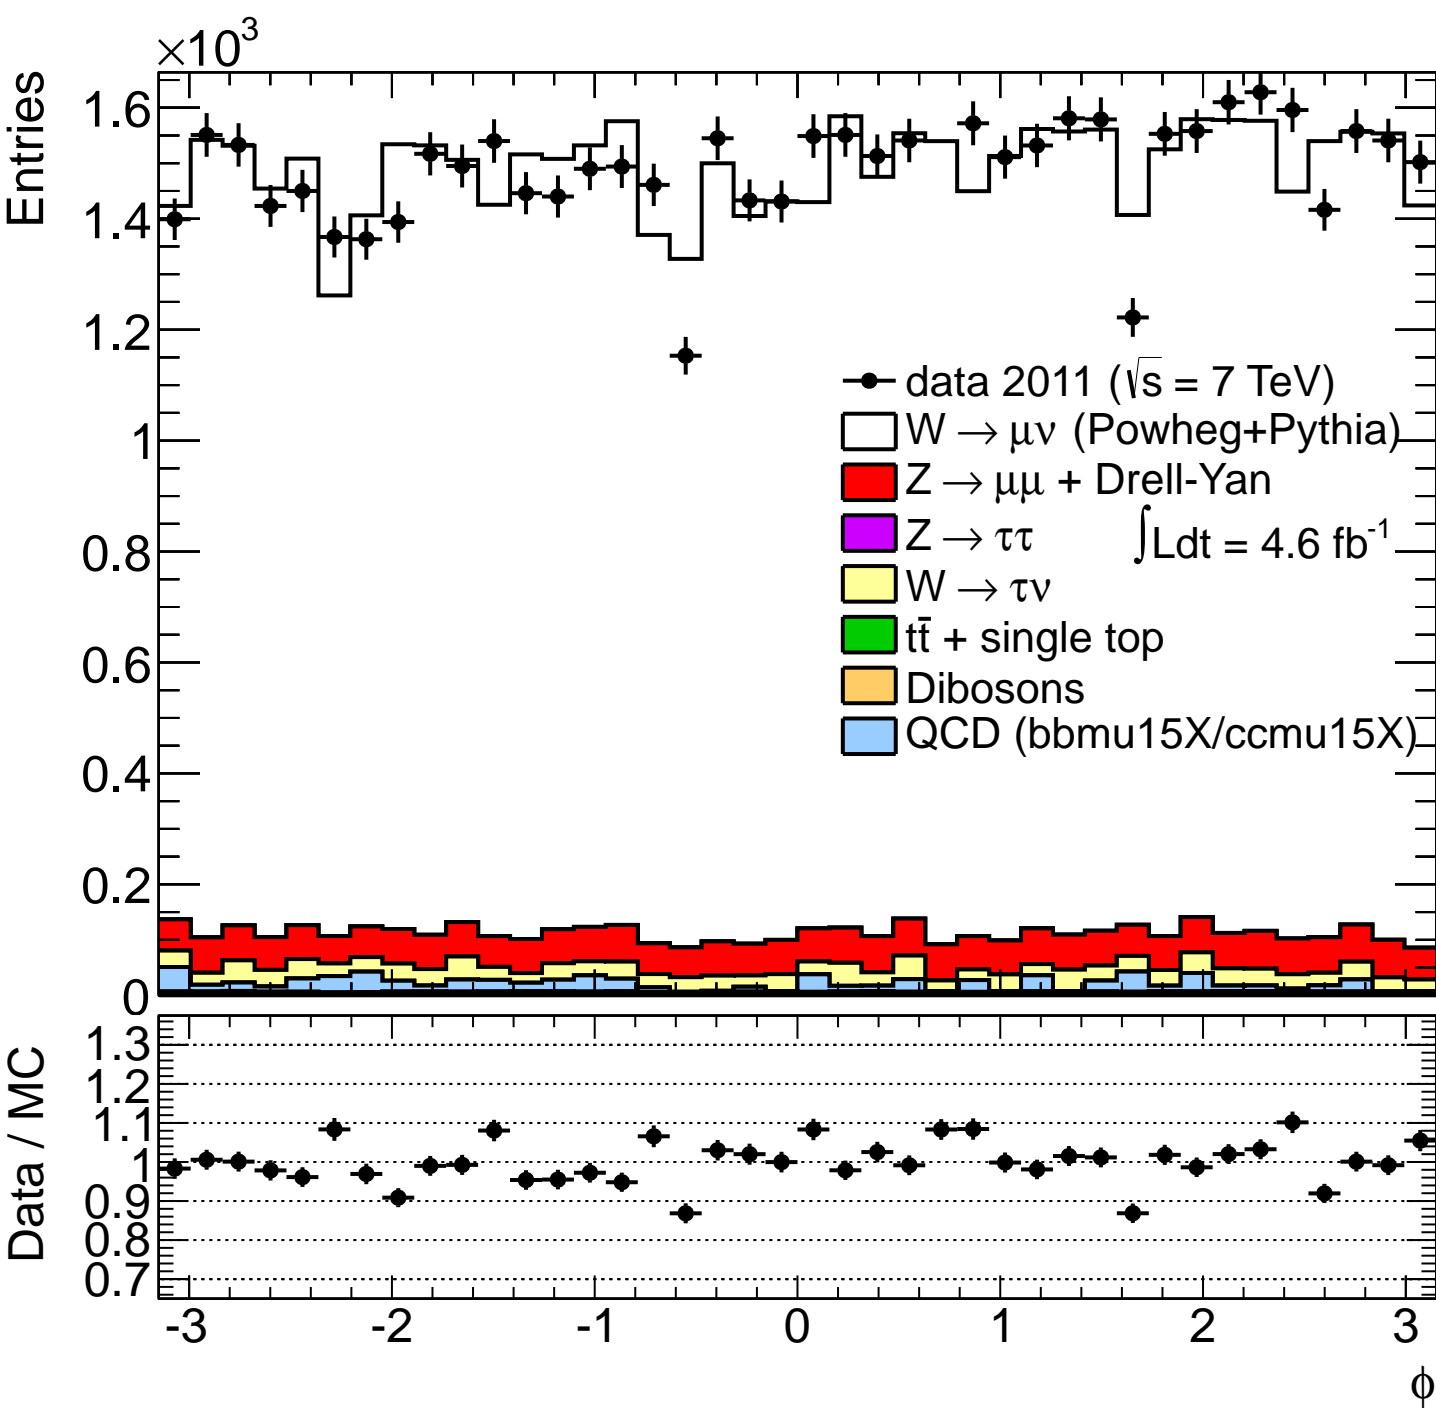 ×10³
Entries
1.6
1.4
1.2
1
0.8
0.6
0.4
0.2
0
data 2011 (√s = 7 TeV)
W → μν (Powheg+Pythia)
Z → μμ + Drell-Yan
Z → ττ
∫Ldt = 4.6 fb⁻¹
W → τν
tt̄ + single top
Dibosons
QCD (bbmu15X/ccmu15X)
Data / MC
1.3
1.2
1.1
1
0.9
0.8
0.7
-3 -2 -1 0 1 2 3
ϕ